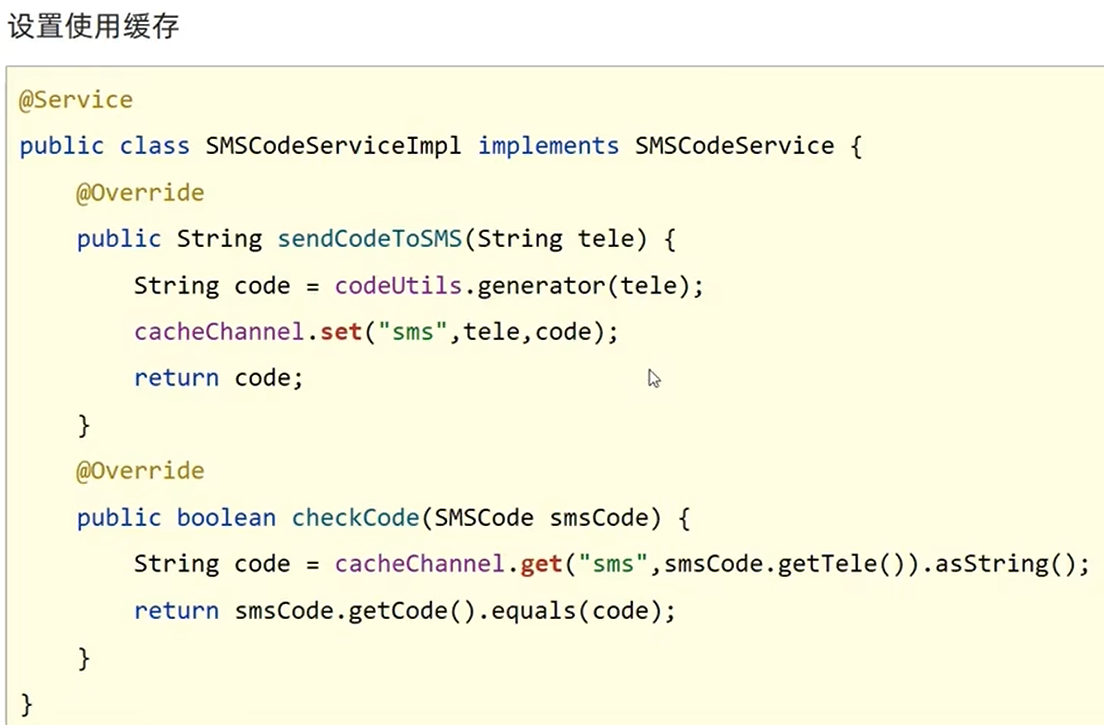 设置使用缓存
@Service
public class SMSCodeServiceImpl implements SMSCodeService {
    @Override
    public String sendCodeToSMS(String tele) {
        String code = codeUtils.generator(tele);
        cacheChannel.set("sms",tele,code);
        return code;
    }
    @Override
    public boolean checkCode(SMSCode smsCode) {
        String code = cacheChannel.get("sms",smsCode.getTele()).asString();
        return smsCode.getCode().equals(code);
    }
}